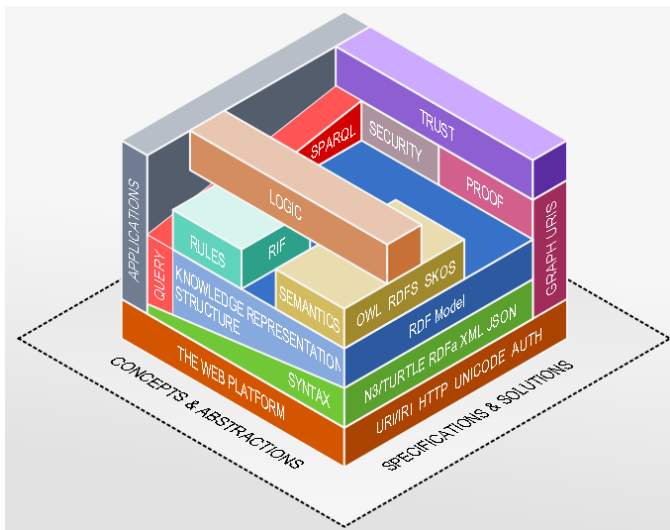 TRUST
SPARQL
SECURITY
PROOF
LOGIC
APPLICATIONS
GRAPH URIS
RULES
RIF
QUERY
KNOWLEDGE REPRESENTATION
STRUCTURE
SEMANTICS
OWL RDFS SKOS
RDF Model
SYNTAX
N3/TURTLE RDFa XML JSON
THE WEB PLATFORM
URI/IRI HTTP UNICODE AUTH
CONCEPTS & ABSTRACTIONS
SPECIFICATIONS & SOLUTIONS